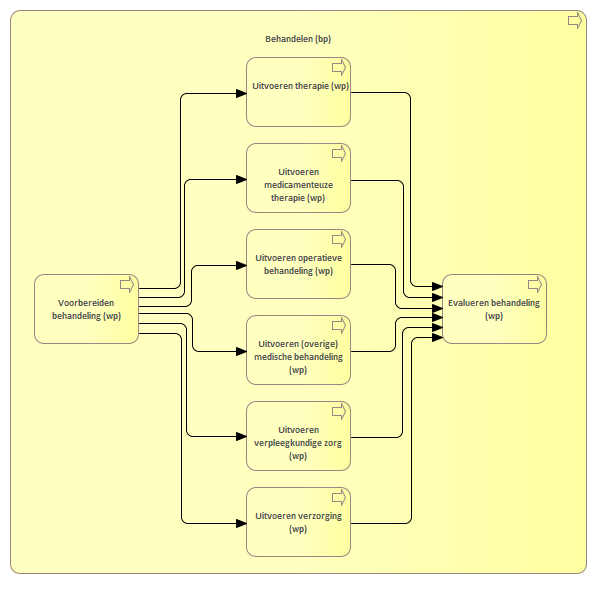 Behandelen (bp)
Uitvoeren therapie (wp)
Uitvoeren
medicamenteuze
therapie (wp)
Uitvoeren operatieve
behandeling (wp)
Voorbereiden
behandeling (wp)
Evalueren behandeling
(wp)
Uitvoeren (overige)
medische behandeling
(wp)
Uitvoeren
verpleegkundige zorg
(wp)
Uitvoeren verzorging
(wp)